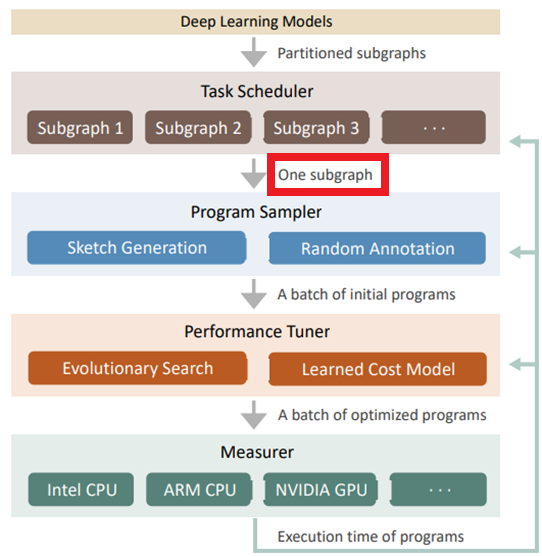 Deep Learning Models
Partitioned subgraphs
Task Scheduler
Subgraph 1 Subgraph 2 Subgraph 3 . . .
One subgraph
Program Sampler
Sketch Generation Random Annotation
A batch of initial programs
Performance Tuner
Evolutionary Search Learned Cost Model
A batch of optimized programs
Measurer
Intel CPU ARM CPU NVIDIA GPU . . .
Execution time of programs